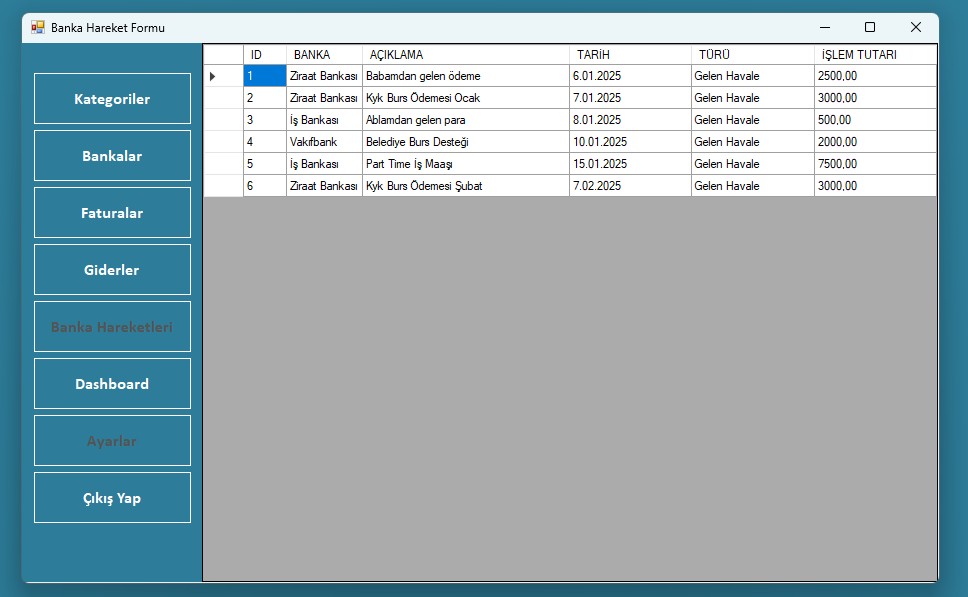 Banka Hareket Formu
Kategoriler
Bankalar
Faturalar
Giderler
Banka Hareketleri
Dashboard
Ayarlar
Çıkış Yap
ID BANKA AÇIKLAMA TARİH TÜRÜ İŞLEM TUTARI
1 Ziraat Bankası Babamdan gelen ödeme 6.01.2025 Gelen Havale 2500,00
2 Ziraat Bankası Kyk Burs Ödemesi Ocak 7.01.2025 Gelen Havale 3000,00
3 İş Bankası Ablamdan gelen para 8.01.2025 Gelen Havale 500,00
4 Vakıfbank Belediye Burs Desteği 10.01.2025 Gelen Havale 2000,00
5 İş Bankası Part Time İş Maaşı 15.01.2025 Gelen Havale 7500,00
6 Ziraat Bankası Kyk Burs Ödemesi Şubat 7.02.2025 Gelen Havale 3000,00